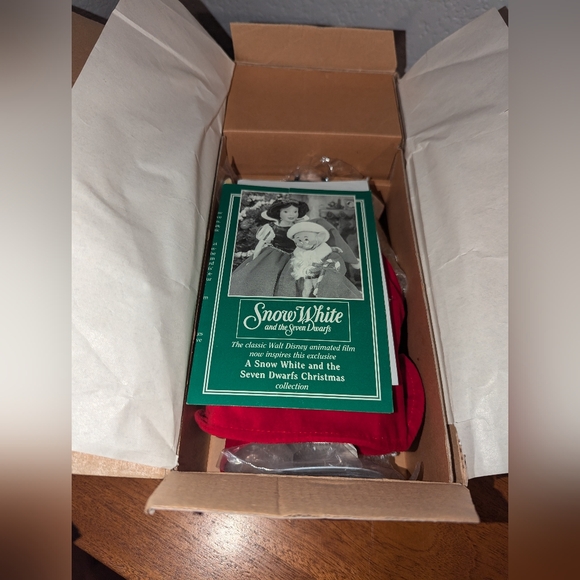 Snow White
and the Seven Dwarfs
The classic Walt Disney animated film
now inspires this exclusive
A Snow White and the
Seven Dwarfs Christmas
collection